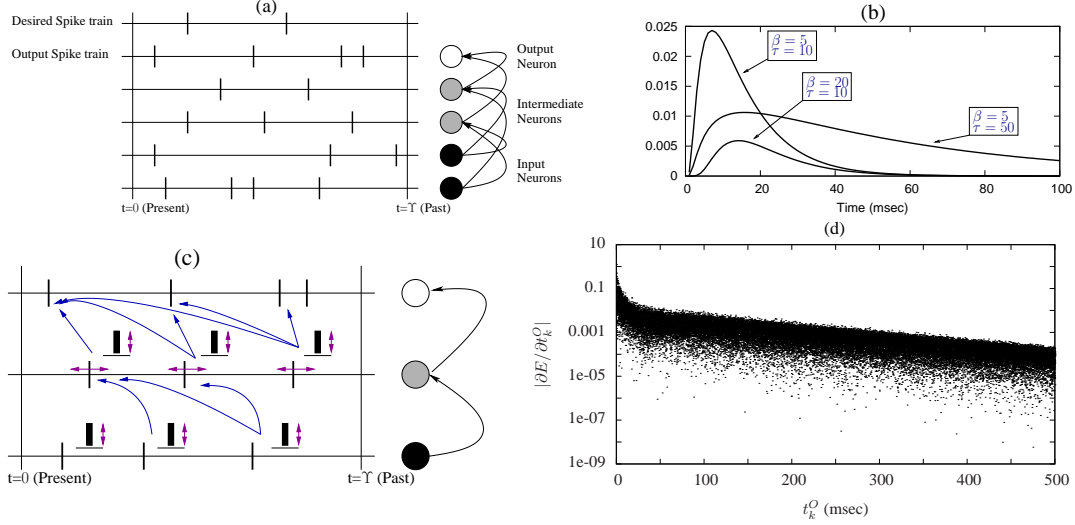 (a)
Desired Spike train
Output Spike train
Output
Neuron
Intermediate
Neurons
Input
Neurons
t=0 (Present)
t=ϒ (Past)
(b)
0.025
0.02
0.015
0.01
0.005
0
β = 5
τ = 10
β = 20
τ = 10
β = 5
τ = 50
0 20 40 60 80 100
Time (msec)
(c)
t=0 (Present)
t=ϒ (Past)
(d)
10
0.1
0.001
1e-05
1e-07
1e-09
|∂E/∂t_k^O|
0 100 200 300 400 500
t_k^O (msec)